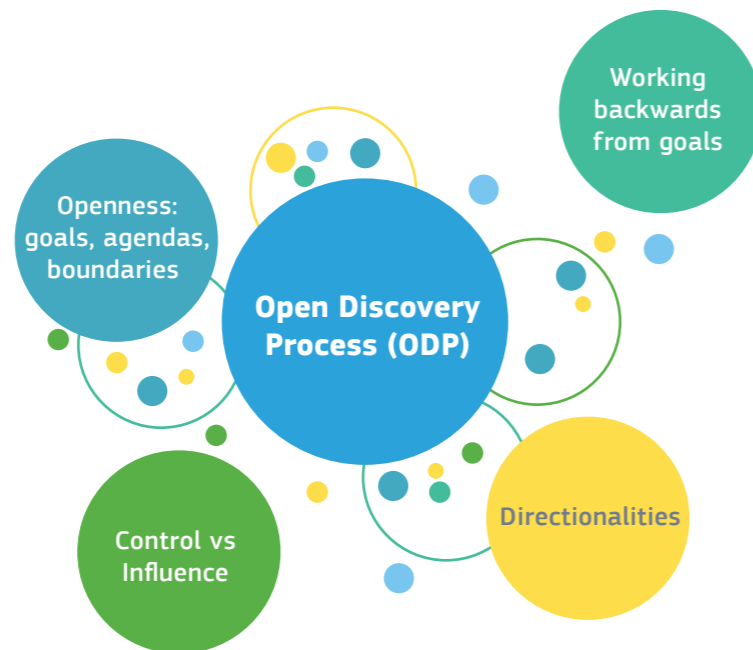 Working
backwards
from goals
Openness:
goals, agendas,
boundaries
Open Discovery
Process (ODP)
Directionalities
Control vs
Influence